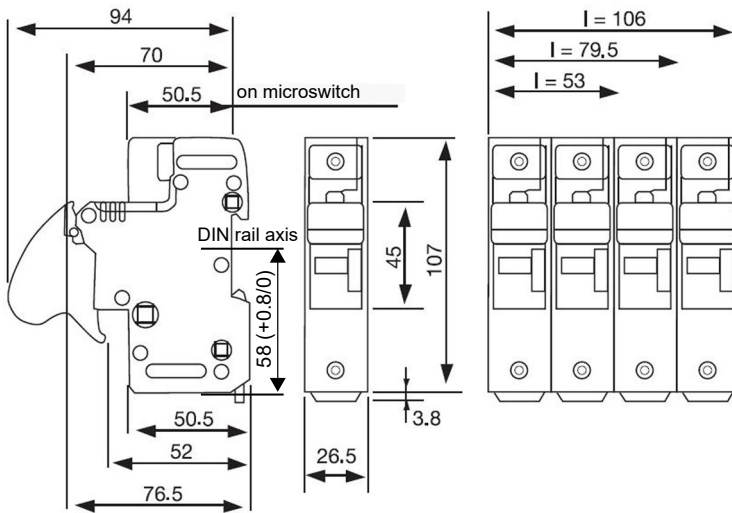 94
70
50.5
on microswitch
DIN rail axis
58 (+0.8/0)
50.5
52
76.5
45
107
3.8
26.5
l = 106
l = 79.5
l = 53